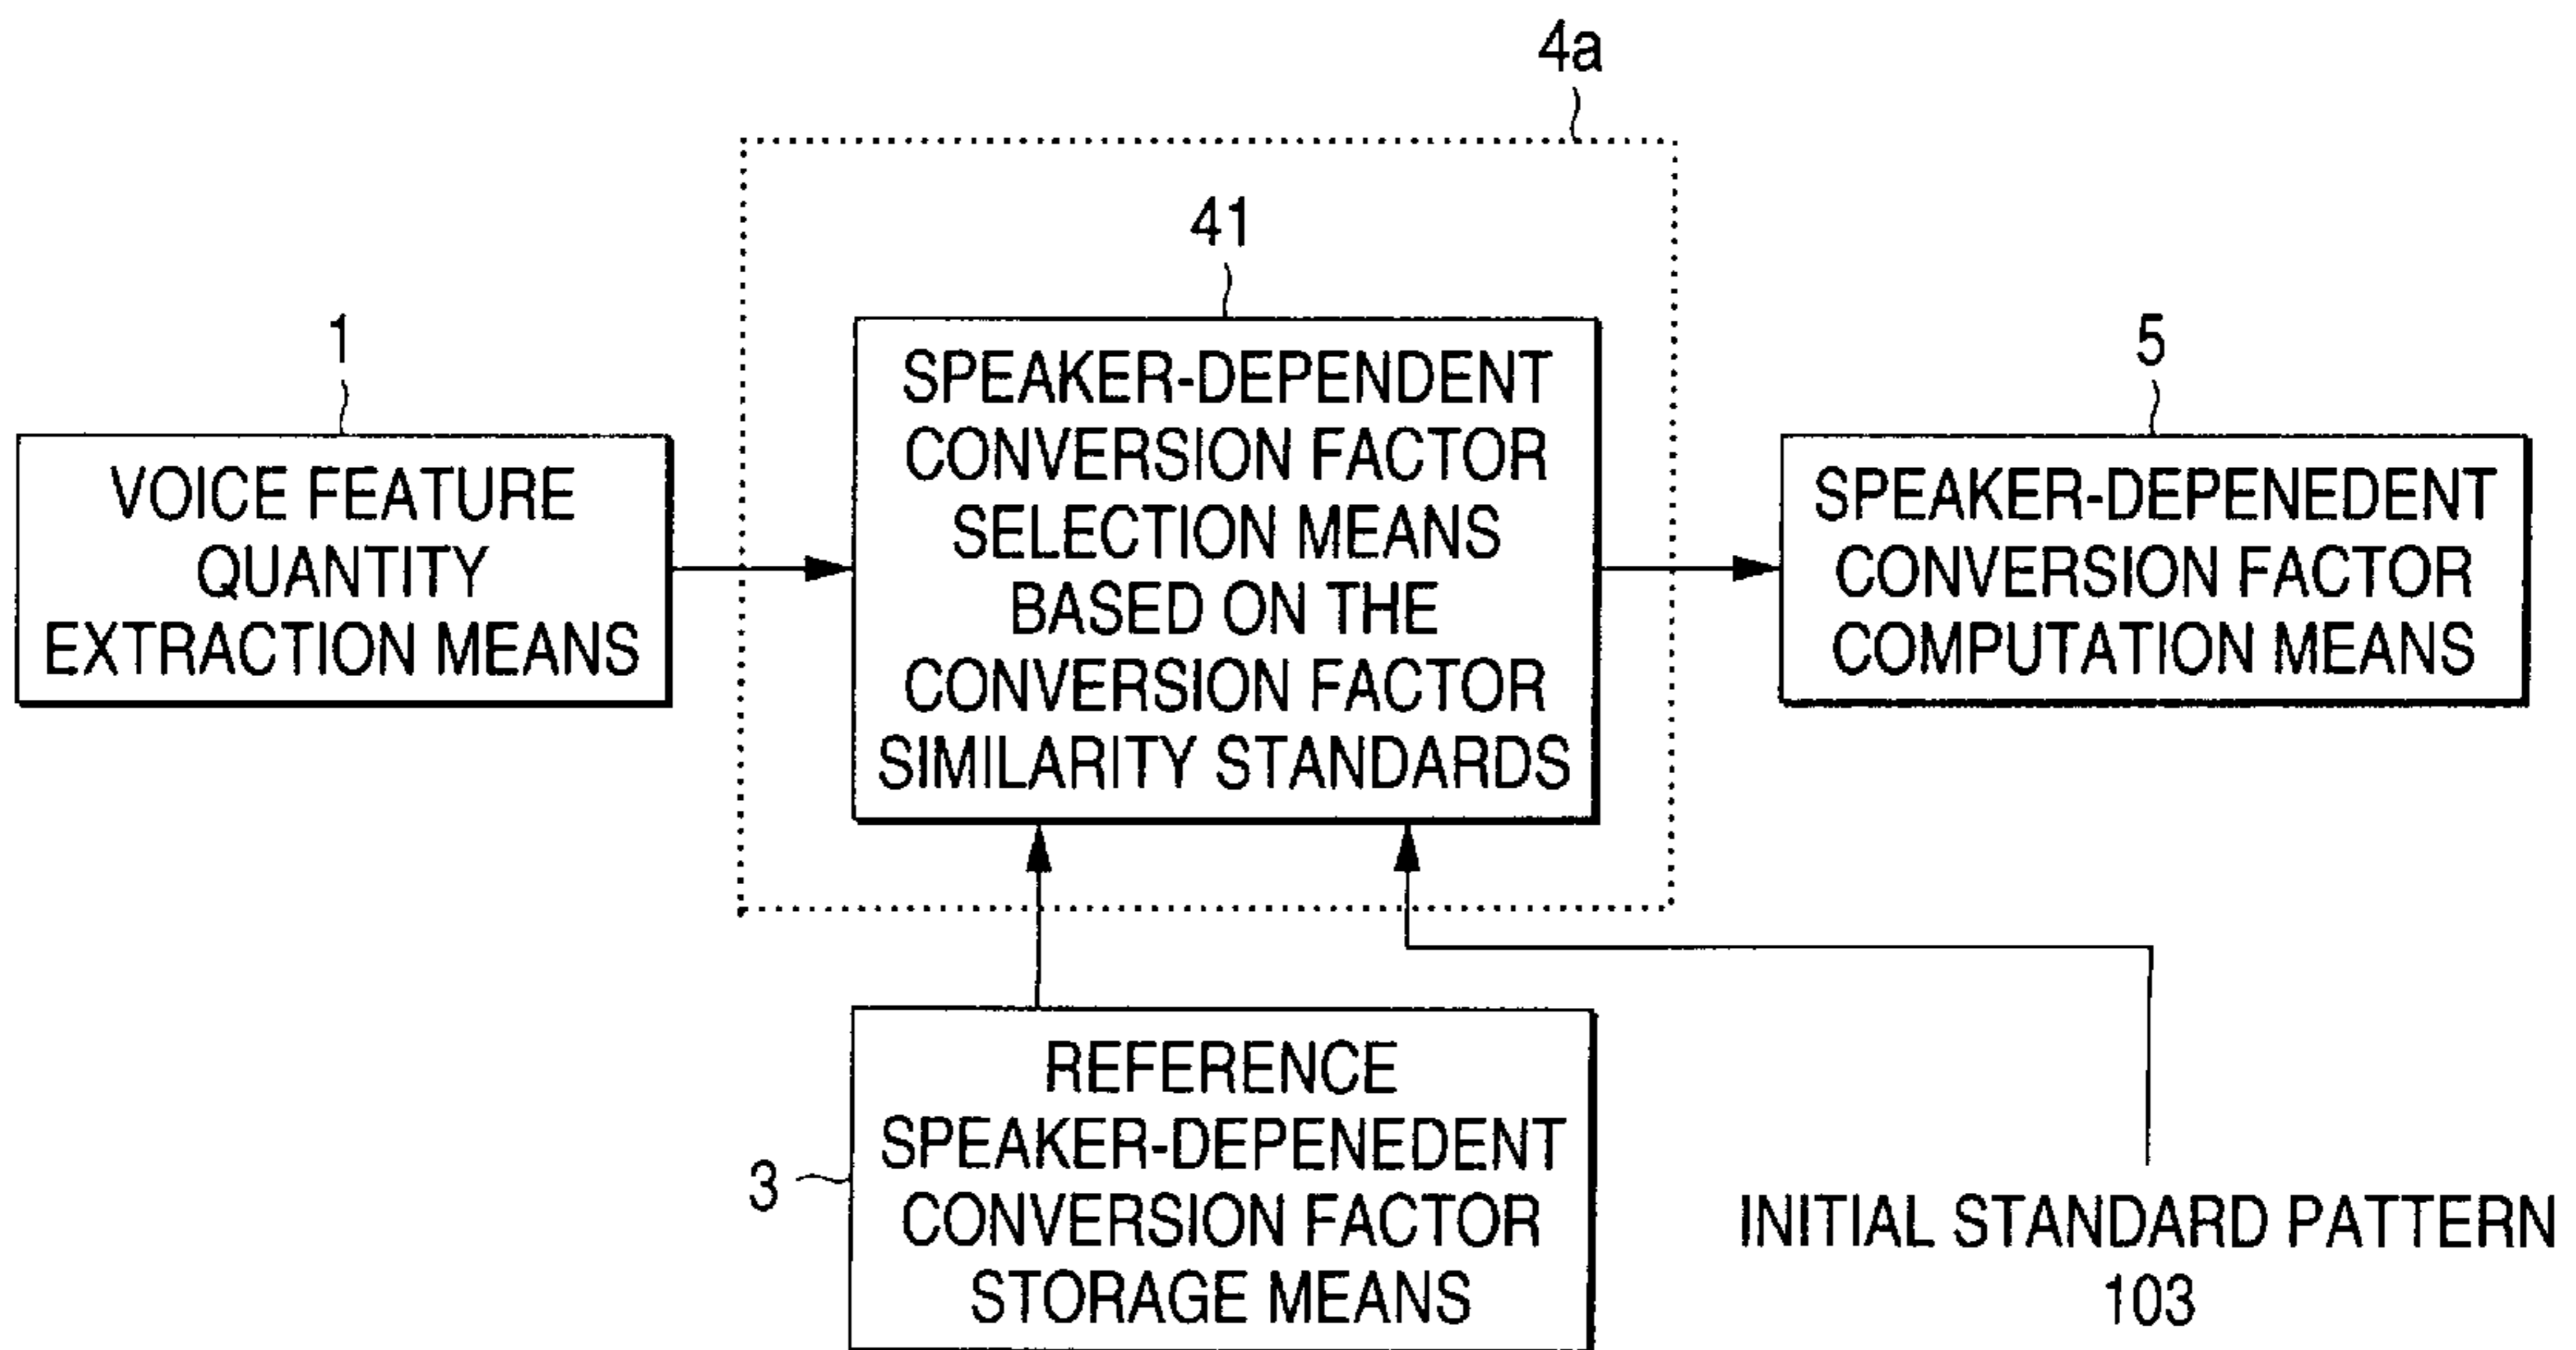 4a
41
SPEAKER-DEPENDENT
CONVERSION FACTOR
SELECTION MEANS
BASED ON THE
CONVERSION FACTOR
SIMILARITY STANDARDS
1
VOICE FEATURE
QUANTITY
EXTRACTION MEANS
5
SPEAKER-DEPENEDENT
CONVERSION FACTOR
COMPUTATION MEANS
3
REFERENCE
SPEAKER-DEPENEDENT
CONVERSION FACTOR
STORAGE MEANS
INITIAL STANDARD PATTERN
103